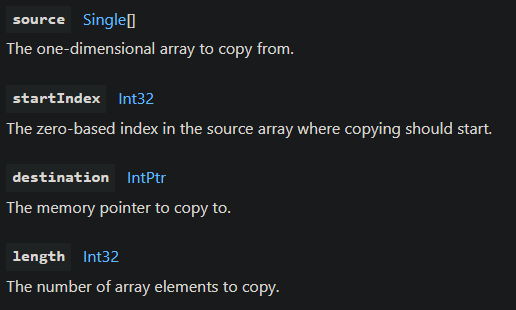 source Single[]
The one-dimensional array to copy from.
startIndex Int32
The zero-based index in the source array where copying should start.
destination IntPtr
The memory pointer to copy to.
length Int32
The number of array elements to copy.